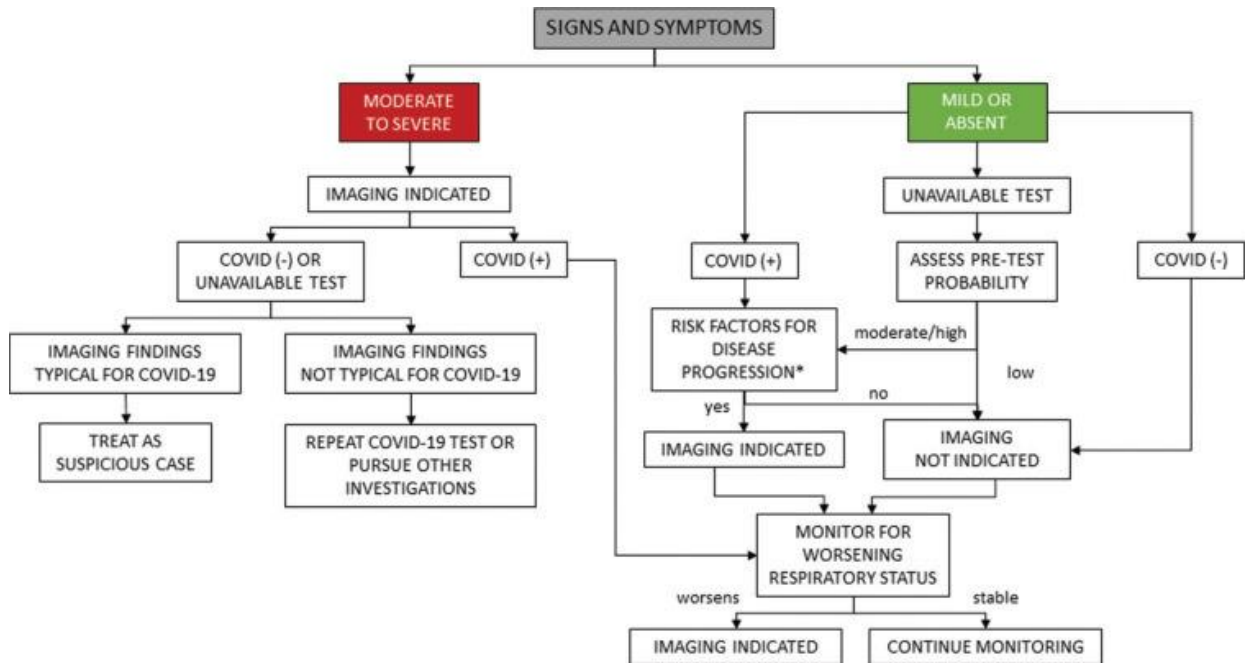 SIGNS AND SYMPTOMS
MODERATE
TO SEVERE
MILD OR
ABSENT
IMAGING INDICATED
UNAVAILABLE TEST
COVID (-) OR
UNAVAILABLE TEST
COVID (+)
COVID (+)
ASSESS PRE-TEST
PROBABILITY
COVID (-)
IMAGING FINDINGS
TYPICAL FOR COVID-19
IMAGING FINDINGS
NOT TYPICAL FOR COVID-19
RISK FACTORS FOR
DISEASE
PROGRESSION*
moderate/high
low
yes
no
TREAT AS
SUSPICIOUS CASE
REPEAT COVID-19 TEST OR
PURSUE OTHER
INVESTIGATIONS
IMAGING INDICATED
IMAGING
NOT INDICATED
MONITOR FOR
WORSENING
RESPIRATORY STATUS
worsens
stable
IMAGING INDICATED
CONTINUE MONITORING